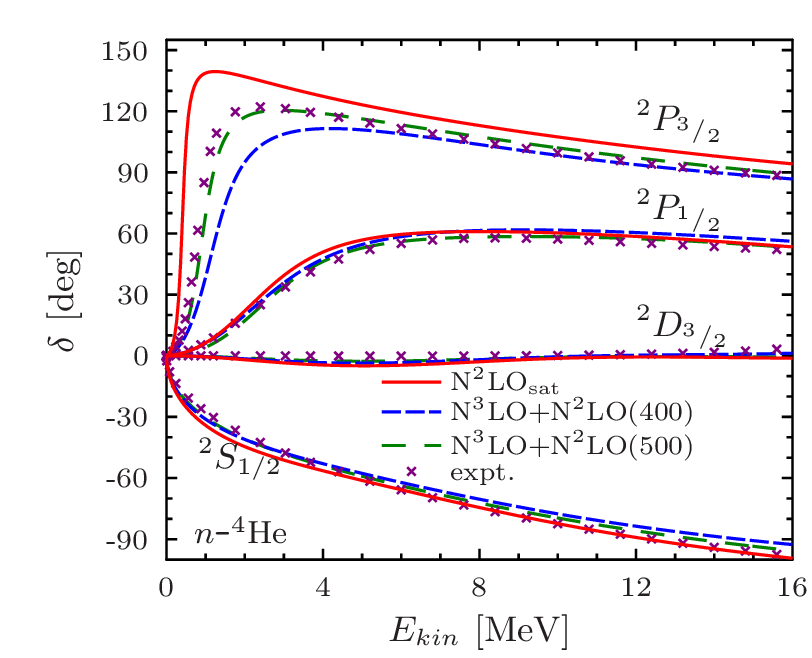 150
120
90
60
30
0
-30
-60
-90
δ [deg]
²P₃/₂
²P₁/₂
²D₃/₂
²S₁/₂
N²LOsat
N³LO+N²LO(400)
N³LO+N²LO(500)
expt.
n-⁴He
0 4 8 12 16
Eₖᵢₙ [MeV]